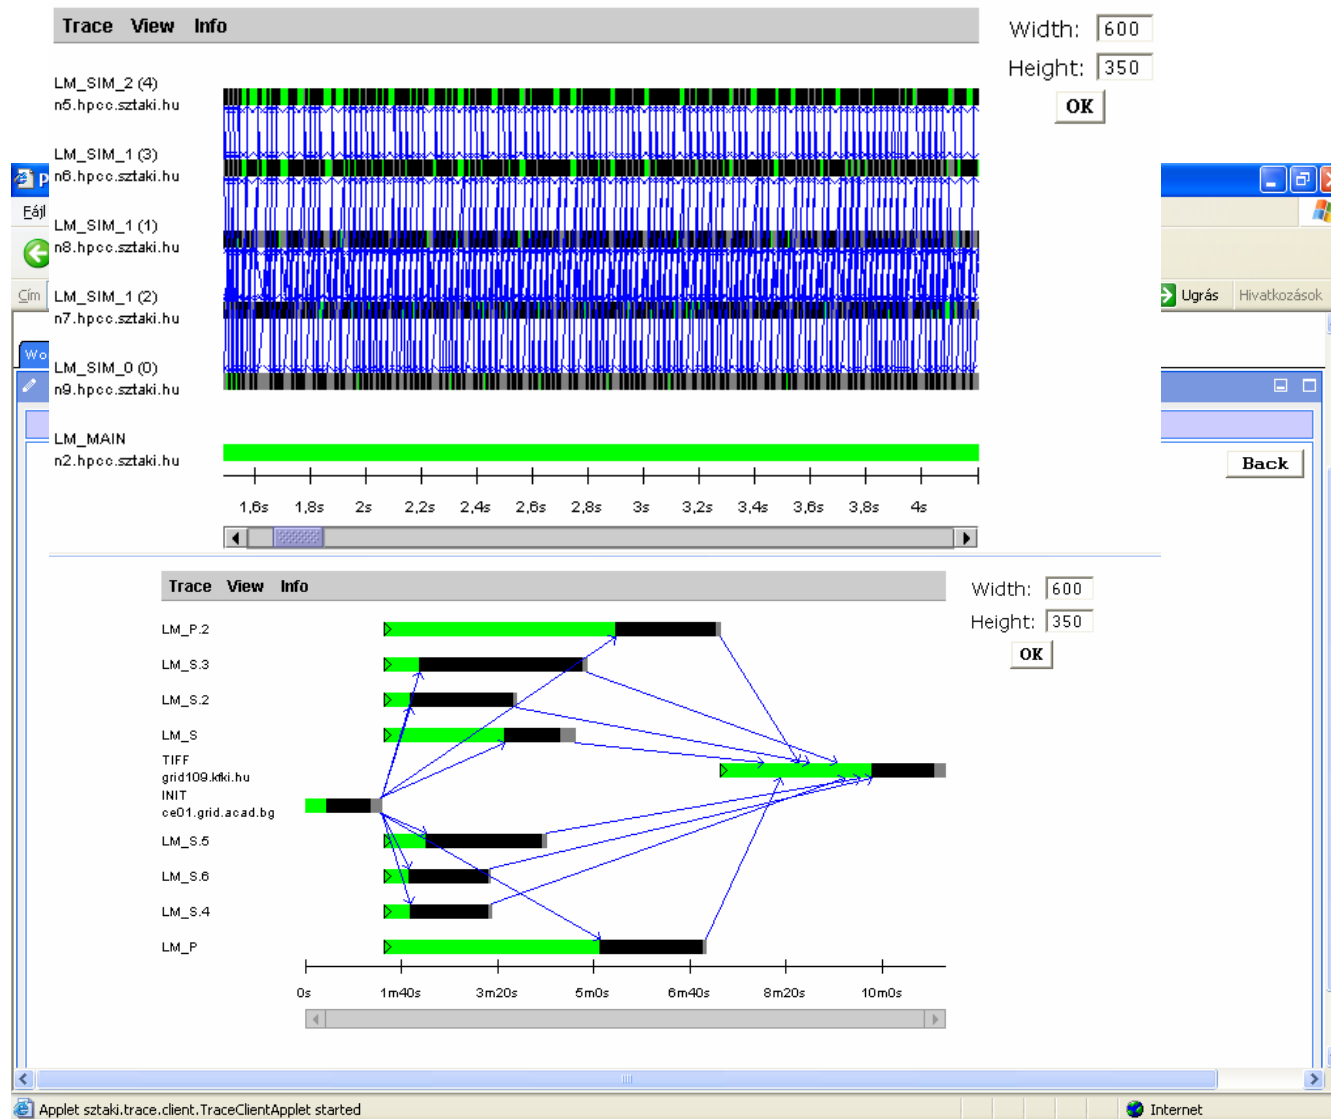 Trace View Info
Width: 600
Height: 350
OK
LM_SIM_2 (4)
n5.hpcc.sztaki.hu
LM_SIM_1 (3)
n6.hpcc.sztaki.hu
LM_SIM_1 (1)
n8.hpcc.sztaki.hu
LM_SIM_1 (2)
n7.hpcc.sztaki.hu
LM_SIM_0 (0)
n9.hpcc.sztaki.hu
LM_MAIN
n2.hpcc.sztaki.hu
1,6s 1,8s 2s 2,2s 2,4s 2,6s 2,8s 3s 3,2s 3,4s 3,6s 3,8s 4s
P
Fájl
Cím
Ugrás Hivatkozások
Wo
Back
Trace View Info
Width: 600
Height: 350
OK
LM_P.2
LM_S.3
LM_S.2
LM_S
TIFF
grid109.kfki.hu
INIT
ce01.grid.acad.bg
LM_S.5
LM_S.6
LM_S.4
LM_P
0s 1m40s 3m20s 5m0s 6m40s 8m20s 10m0s
Applet sztaki.trace.client.TraceClientApplet started
Internet